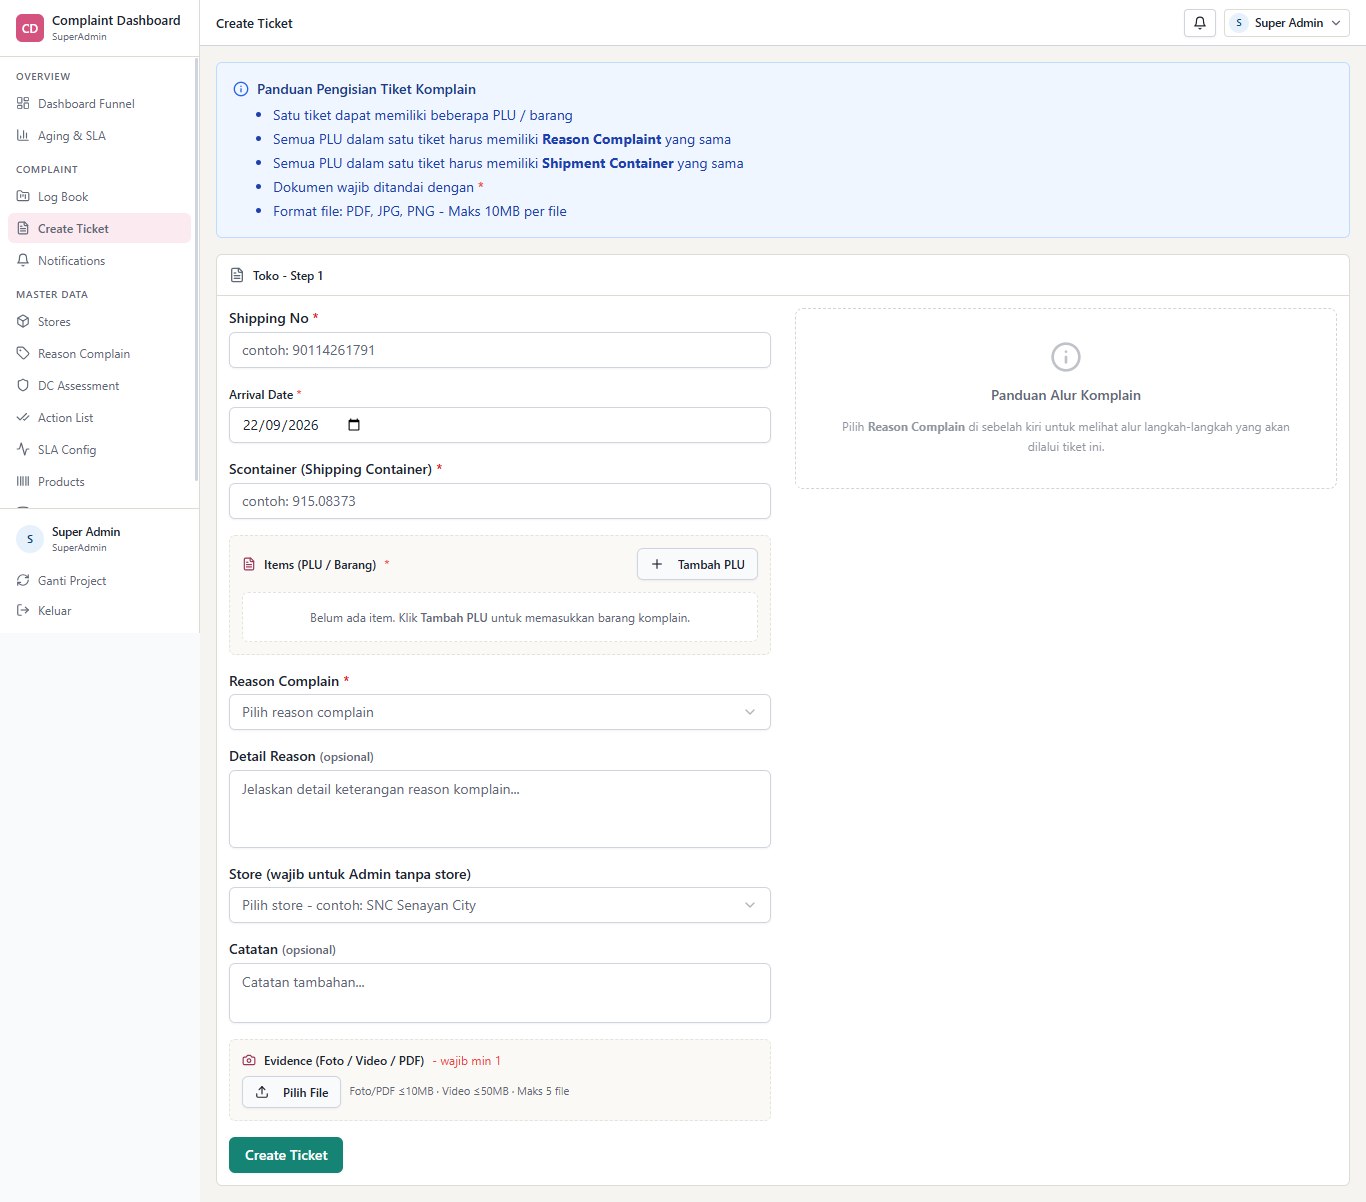 CD
Complaint Dashboard
SuperAdmin
OVERVIEW
Dashboard Funnel
Aging & SLA
COMPLAINT
Log Book
Create Ticket
Notifications
MASTER DATA
Stores
Reason Complain
DC Assessment
Action List
SLA Config
Products
S
Super Admin
SuperAdmin
Ganti Project
Keluar
Create Ticket
S Super Admin
Panduan Pengisian Tiket Komplain
• Satu tiket dapat memiliki beberapa PLU / barang
• Semua PLU dalam satu tiket harus memiliki Reason Complaint yang sama
• Semua PLU dalam satu tiket harus memiliki Shipment Container yang sama
• Dokumen wajib ditandai dengan *
• Format file: PDF, JPG, PNG - Maks 10MB per file
Toko - Step 1
Shipping No *
contoh: 90114261791
Arrival Date *
22/09/2026
Scontainer (Shipping Container) *
contoh: 915.08373
Items (PLU / Barang) *
+ Tambah PLU
Belum ada item. Klik Tambah PLU untuk memasukkan barang komplain.
Reason Complain *
Pilih reason complain
Detail Reason (opsional)
Jelaskan detail keterangan reason komplain...
Store (wajib untuk Admin tanpa store)
Pilih store - contoh: SNC Senayan City
Catatan (opsional)
Catatan tambahan...
Evidence (Foto / Video / PDF) - wajib min 1
Pilih File
Foto/PDF ≤10MB · Video ≤50MB · Maks 5 file
Create Ticket
Panduan Alur Komplain
Pilih Reason Complain di sebelah kiri untuk melihat alur langkah-langkah yang akan
dilalui tiket ini.